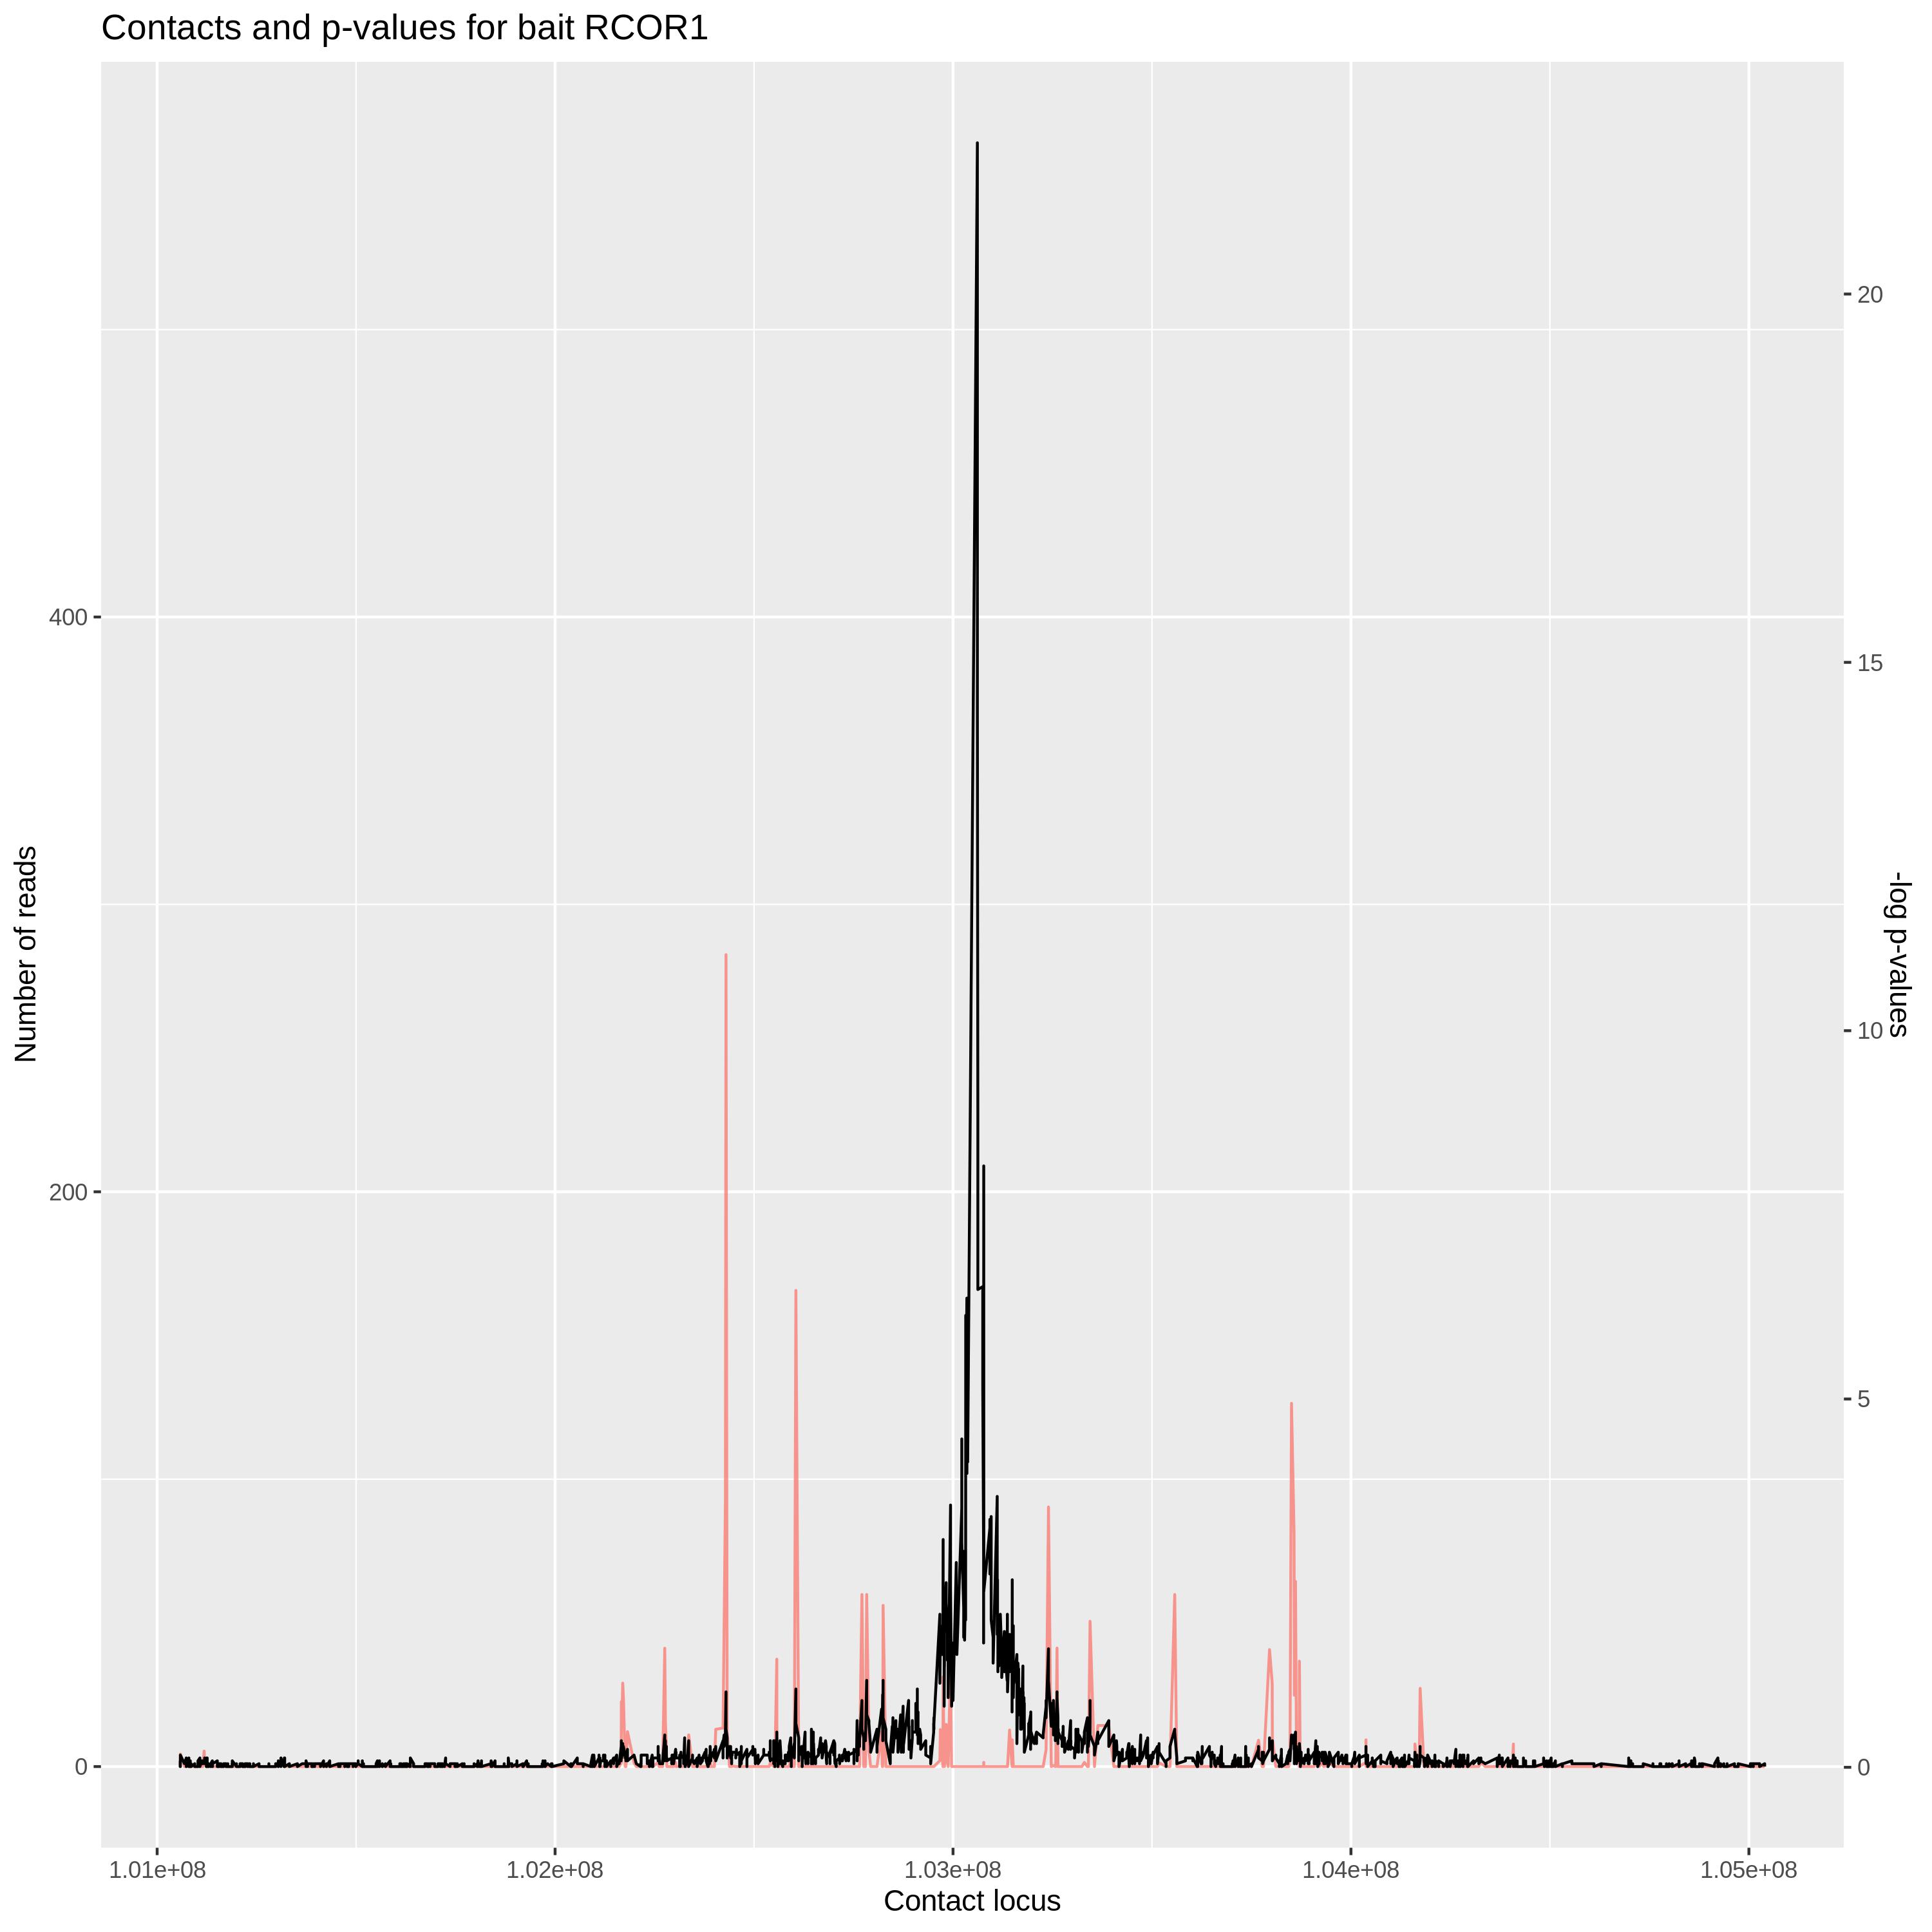 Contacts and p-values for bait RCOR1
Number of reads
400
200
0
20
15
10
5
0
-log p-values
1.01e+08
1.02e+08
1.03e+08
1.04e+08
1.05e+08
Contact locus